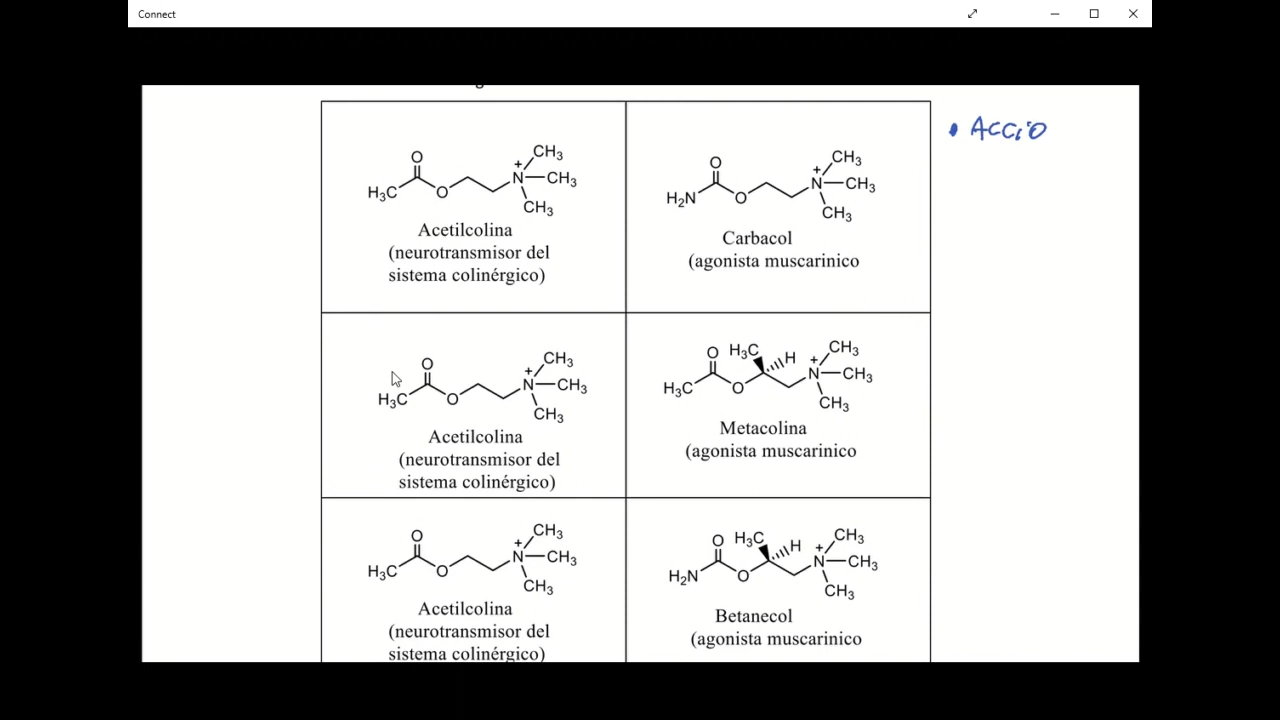 Connect
• ACCIO
O
CH₃
+
N—CH₃
H₃C
O
CH₃
Acetilcolina
(neurotransmisor del
sistema colinérgico)
O
CH₃
+
N—CH₃
H₂N
O
CH₃
Carbacol
(agonista muscarinico
O
CH₃
+
N—CH₃
H₃C
O
CH₃
Acetilcolina
(neurotransmisor del
sistema colinérgico)
O
H₃C
H
CH₃
+
N—CH₃
H₃C
O
CH₃
Metacolina
(agonista muscarinico
O
CH₃
+
N—CH₃
H₃C
O
CH₃
Acetilcolina
(neurotransmisor del
sistema colinérgico)
O
H₃C
H
CH₃
+
N—CH₃
H₂N
O
CH₃
Betanecol
(agonista muscarinico